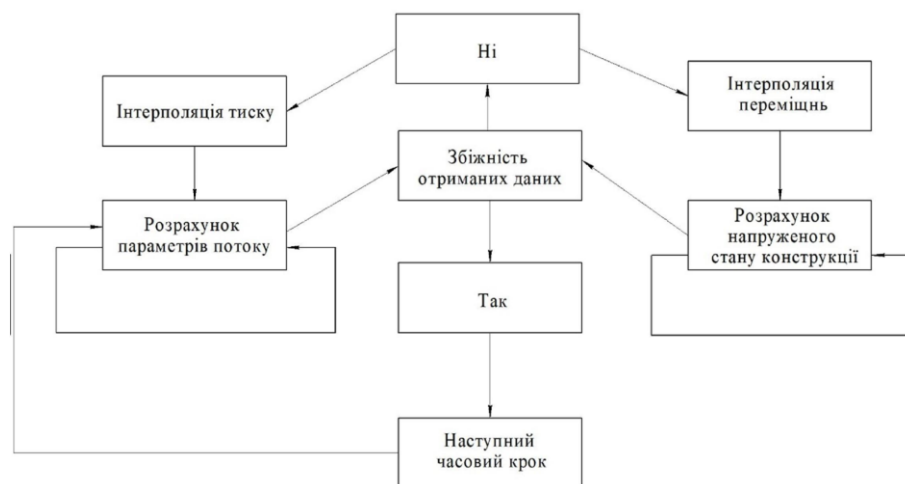 Ні
Інтерполяція тиску
Інтерполяція
переміщнь
Збіжність
отриманих даних
Розрахунок
параметрів потоку
Розрахунок
напруженого
стану конструкції
Так
Наступний
часовий крок